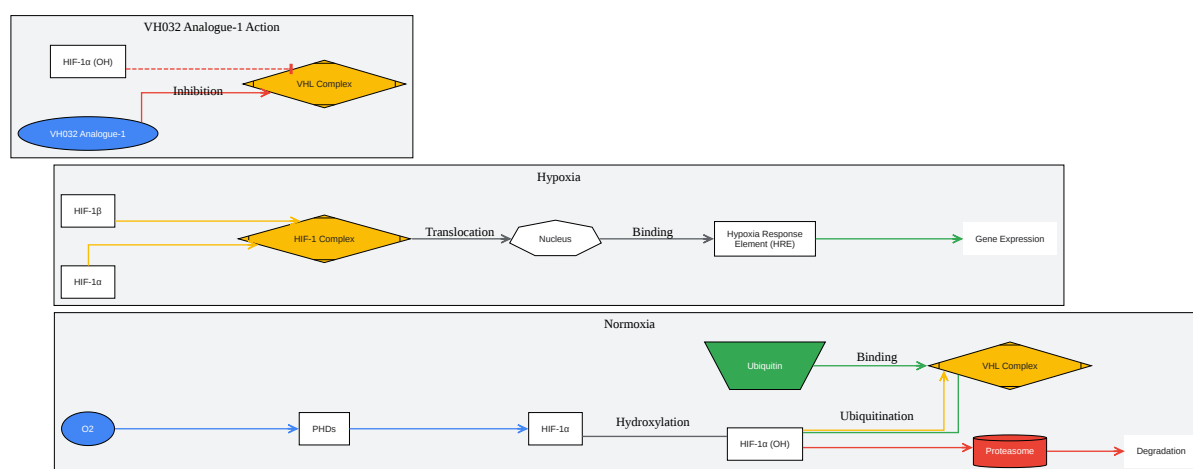 VH032 Analogue-1 Action
HIF-1α (OH)
VHL Complex
Inhibition
VH032 Analogue-1
Hypoxia
HIF-1β
HIF-1 Complex
Translocation
Nucleus
Binding
Hypoxia Response
Element (HRE)
Gene Expression
HIF-1α
Normoxia
Ubiquitin
Binding
VHL Complex
O2
PHDs
HIF-1α
Hydroxylation
HIF-1α (OH)
Ubiquitination
Proteasome
Degradation